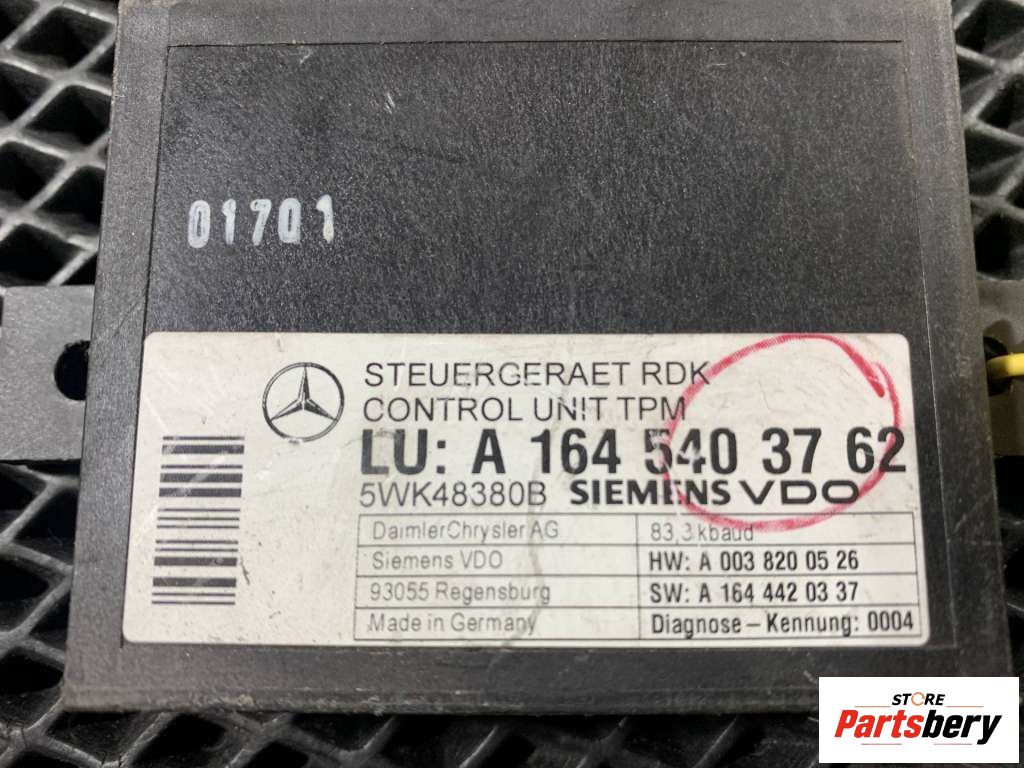 01701
STEUERGERAET RDK
CONTROL UNIT TPM
LU: A 164 540 37 62
5WK48380B SIEMENS VDO
DaimlerChrysler AG 83,3 kbaud
Siemens VDO HW: A 003 820 05 26
93055 Regensburg SW: A 164 442 03 37
Made in Germany Diagnose – Kennung: 0004
STORE
Partsbery